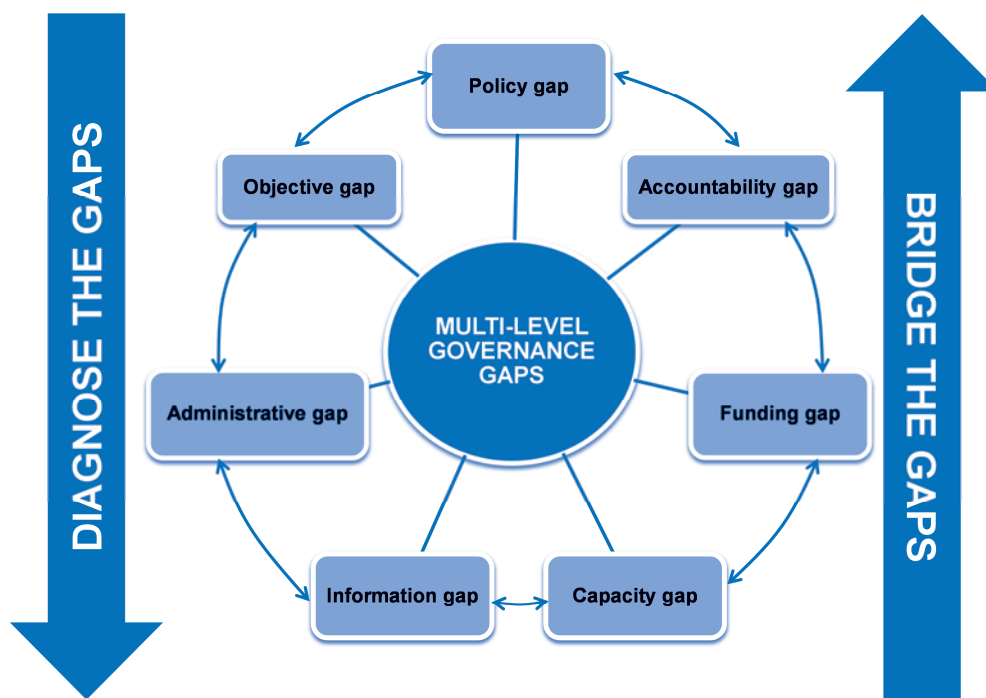 DIAGNOSE THE GAPS
Policy gap
Objective gap
Accountability gap
MULTI-LEVEL
GOVERNANCE
GAPS
Administrative gap
Funding gap
Information gap
Capacity gap
BRIDGE THE GAPS